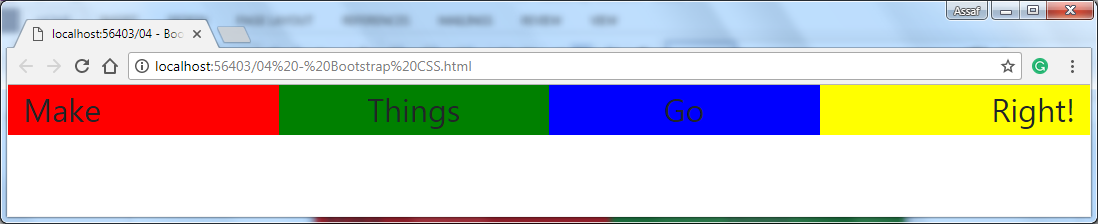 Assaf
localhost:56403/04 - Boo
localhost:56403/04%20-%20Bootstrap%20CSS.html
Make Things Go Right!